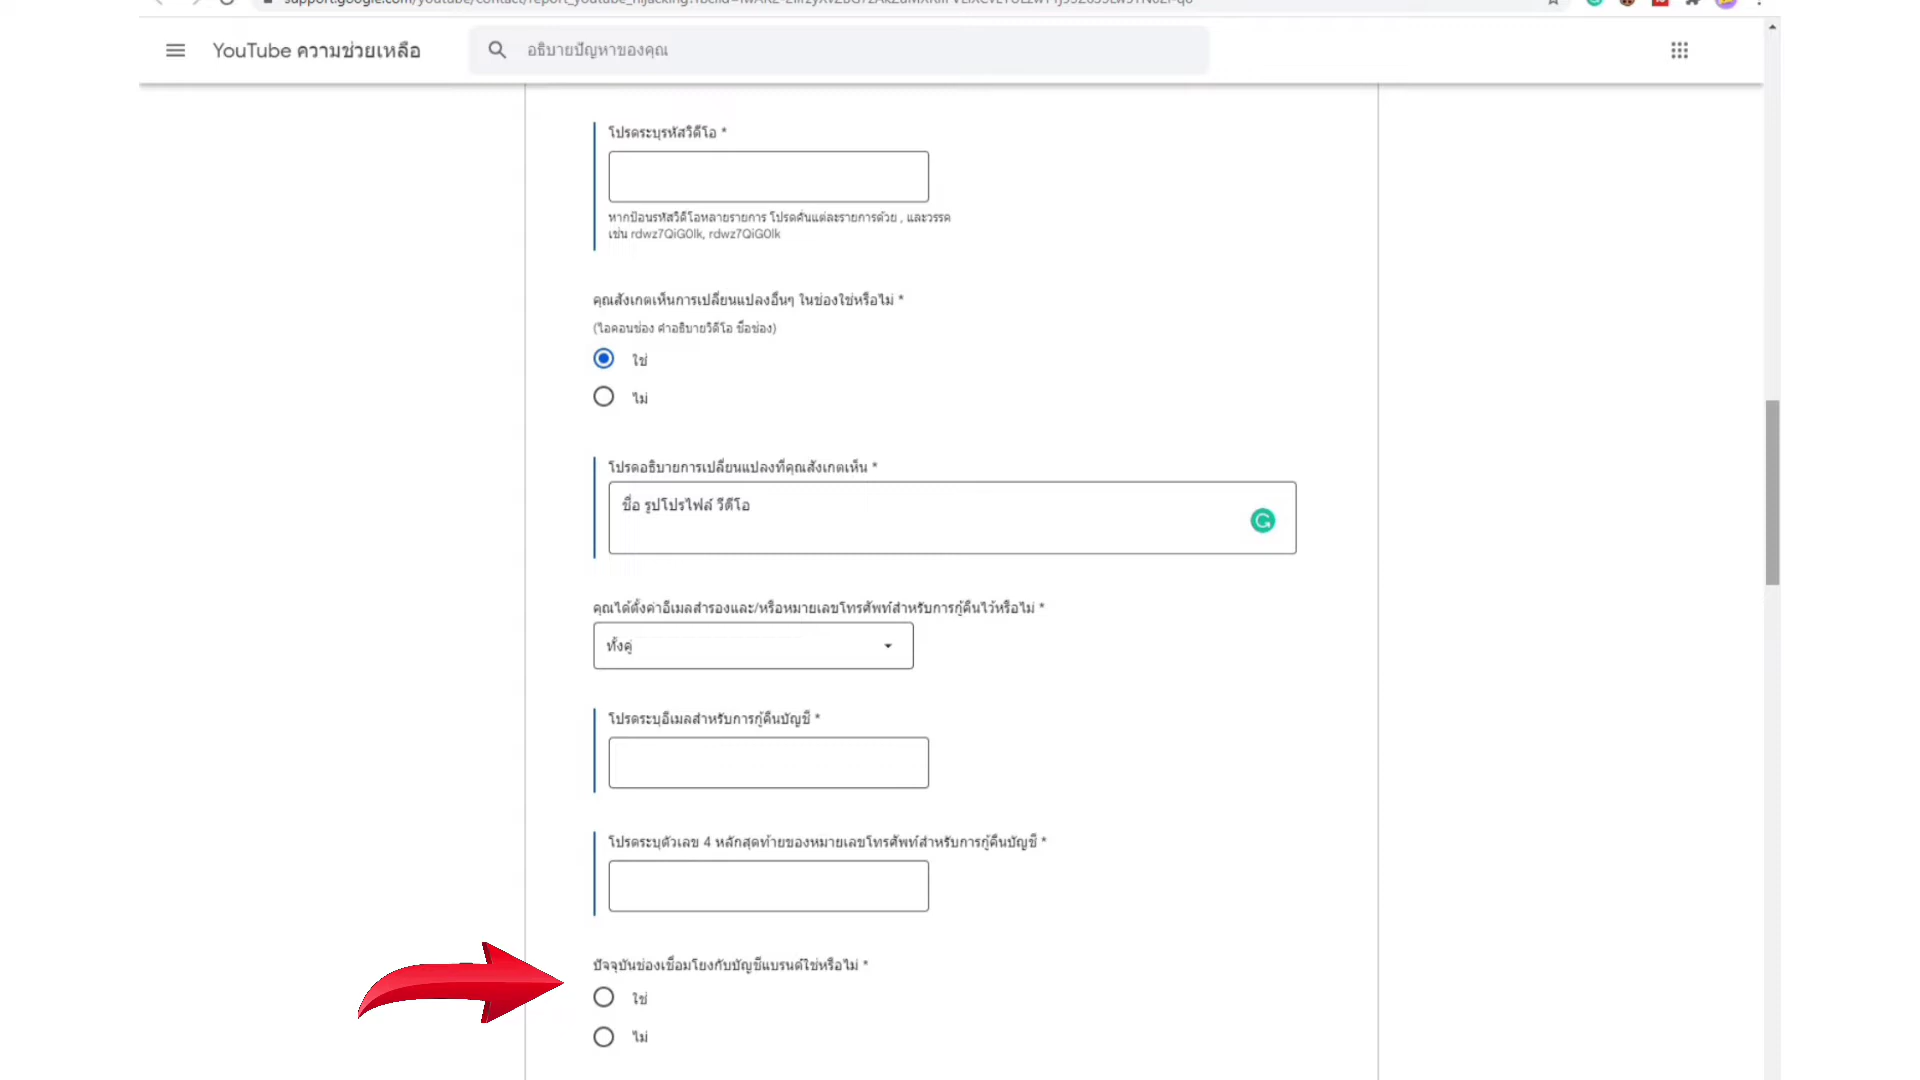 YouTube ความช่วยเหลือ
อธิบายปัญหาของคุณ
โปรดระบุรหัสวิดีโอ *
หากป้อนรหัสวิดีโอหลายรายการ โปรดคั่นแต่ละรายการด้วย , และวรรค
เช่น rdwz7QiG0lk, rdwz7QiG0lk
คุณสังเกตเห็นการเปลี่ยนแปลงอื่นๆ ในช่องใช่หรือไม่ *
(ไอคอนช่อง คำอธิบายวิดีโอ ชื่อช่อง)
ใช่
ไม่
โปรดอธิบายการเปลี่ยนแปลงที่คุณสังเกตเห็น *
ชื่อ รูปโปรไฟล์ วีดีโอ
คุณได้ตั้งค่าอีเมลสำรองและ/หรือหมายเลขโทรศัพท์สำหรับการกู้คืนไว้หรือไม่ *
ทั้งคู่
โปรดระบุอีเมลสำหรับการกู้คืนบัญชี *
โปรดระบุตัวเลข 4 หลักสุดท้ายของหมายเลขโทรศัพท์สำหรับการกู้คืนบัญชี *
ปัจจุบันช่องเชื่อมโยงกับบัญชีแบรนด์ใช่หรือไม่ *
ใช่
ไม่